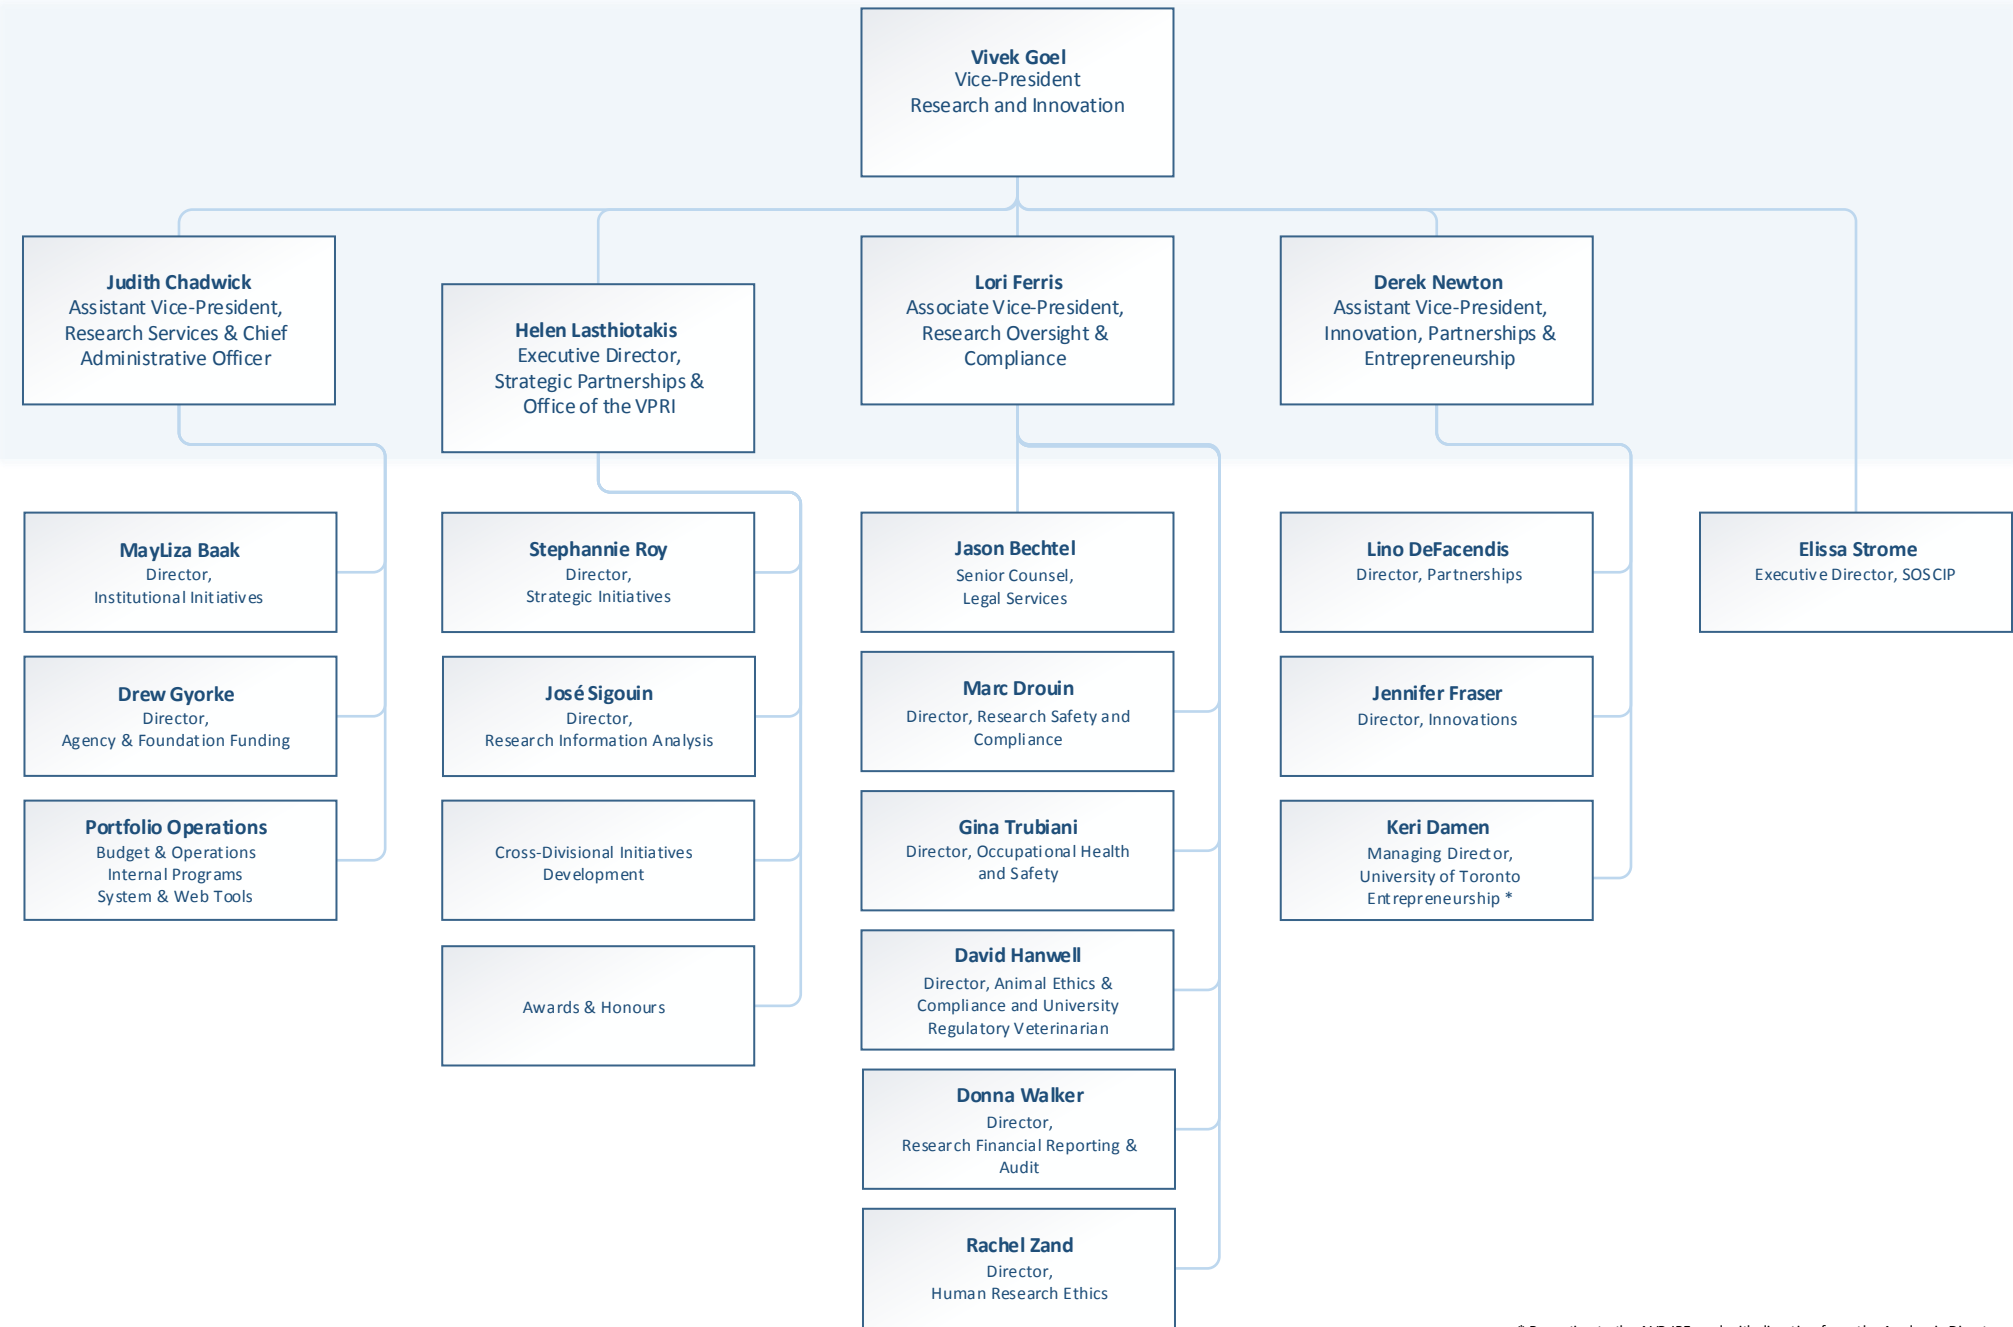 Vivek Goel
Vice-President
Research and Innovation
Judith Chadwick
Assistant Vice-President,
Research Services & Chief
Administrative Officer
Helen Lasthiotakis
Executive Director,
Strategic Partnerships &
Office of the VPRI
Lori Ferris
Associate Vice-President,
Research Oversight &
Compliance
Derek Newton
Assistant Vice-President,
Innovation, Partnerships &
Entrepreneurship
MayLiza Baak
Director,
Institutional Initiatives
Drew Gyorke
Director,
Agency & Foundation Funding
Portfolio Operations
Budget & Operations
Internal Programs
System & Web Tools
Stephannie Roy
Director,
Strategic Initiatives
José Sigouin
Director,
Research Information Analysis
Cross-Divisional Initiatives
Development
Awards & Honours
Jason Bechtel
Senior Counsel,
Legal Services
Marc Drouin
Director, Research Safety and
Compliance
Gina Trubiani
Director, Occupational Health
and Safety
David Hanwell
Director, Animal Ethics &
Compliance and University
Regulatory Veterinarian
Donna Walker
Director,
Research Financial Reporting &
Audit
Rachel Zand
Director,
Human Research Ethics
Lino DeFacendis
Director, Partnerships
Jennifer Fraser
Director, Innovations
Keri Damen
Managing Director,
University of Toronto
Entrepreneurship *
Elissa Strome
Executive Director, SOSCIP